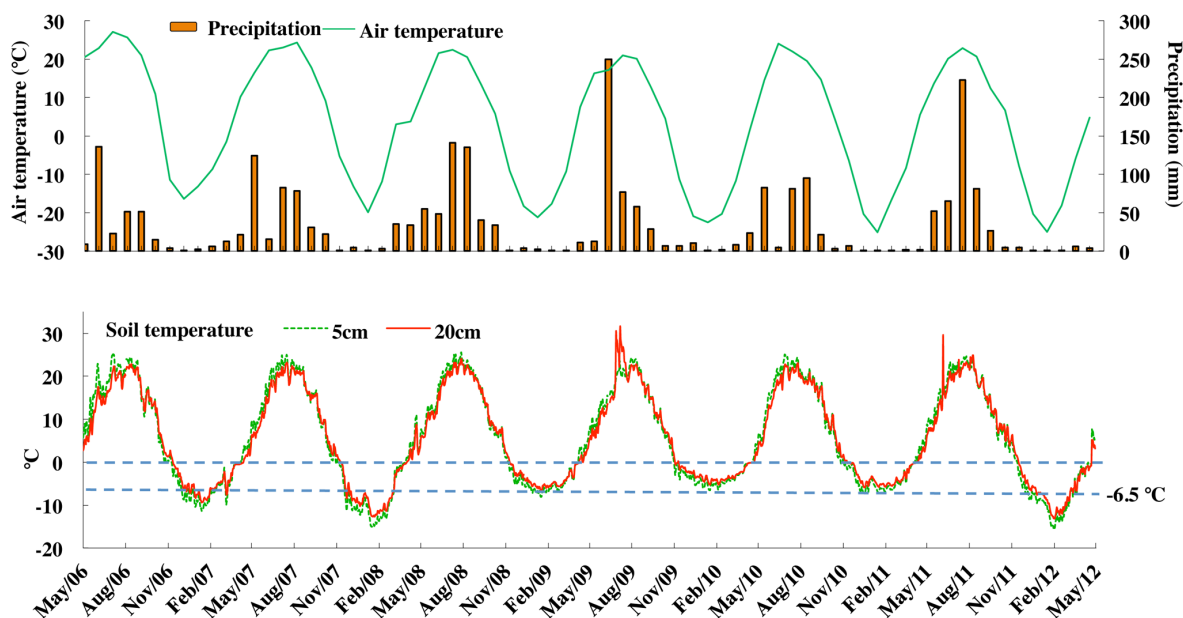 Precipitation
Air temperature
Air temperature (℃)
30
20
10
0
-10
-20
-30
300
250
200
150
100
50
0
Precipitation (mm)
Soil temperature
5cm
20cm
℃
30
20
10
0
-10
-20
-6.5 ℃
May/06
Aug/06
Nov/06
Feb/07
May/07
Aug/07
Nov/07
Feb/08
May/08
Aug/08
Nov/08
Feb/09
May/09
Aug/09
Nov/09
Feb/10
May/10
Aug/10
Nov/10
Feb/11
May/11
Aug/11
Nov/11
Feb/12
May/12